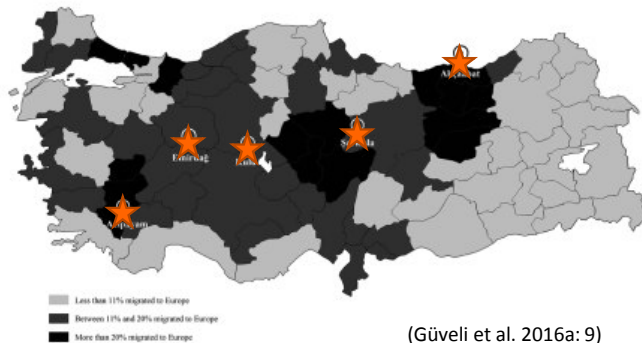 Emirdağ
Less than 11% migrated to Europe
Between 11% and 20% migrated to Europe
More than 20% migrated to Europe
(Güveli et al. 2016a: 9)